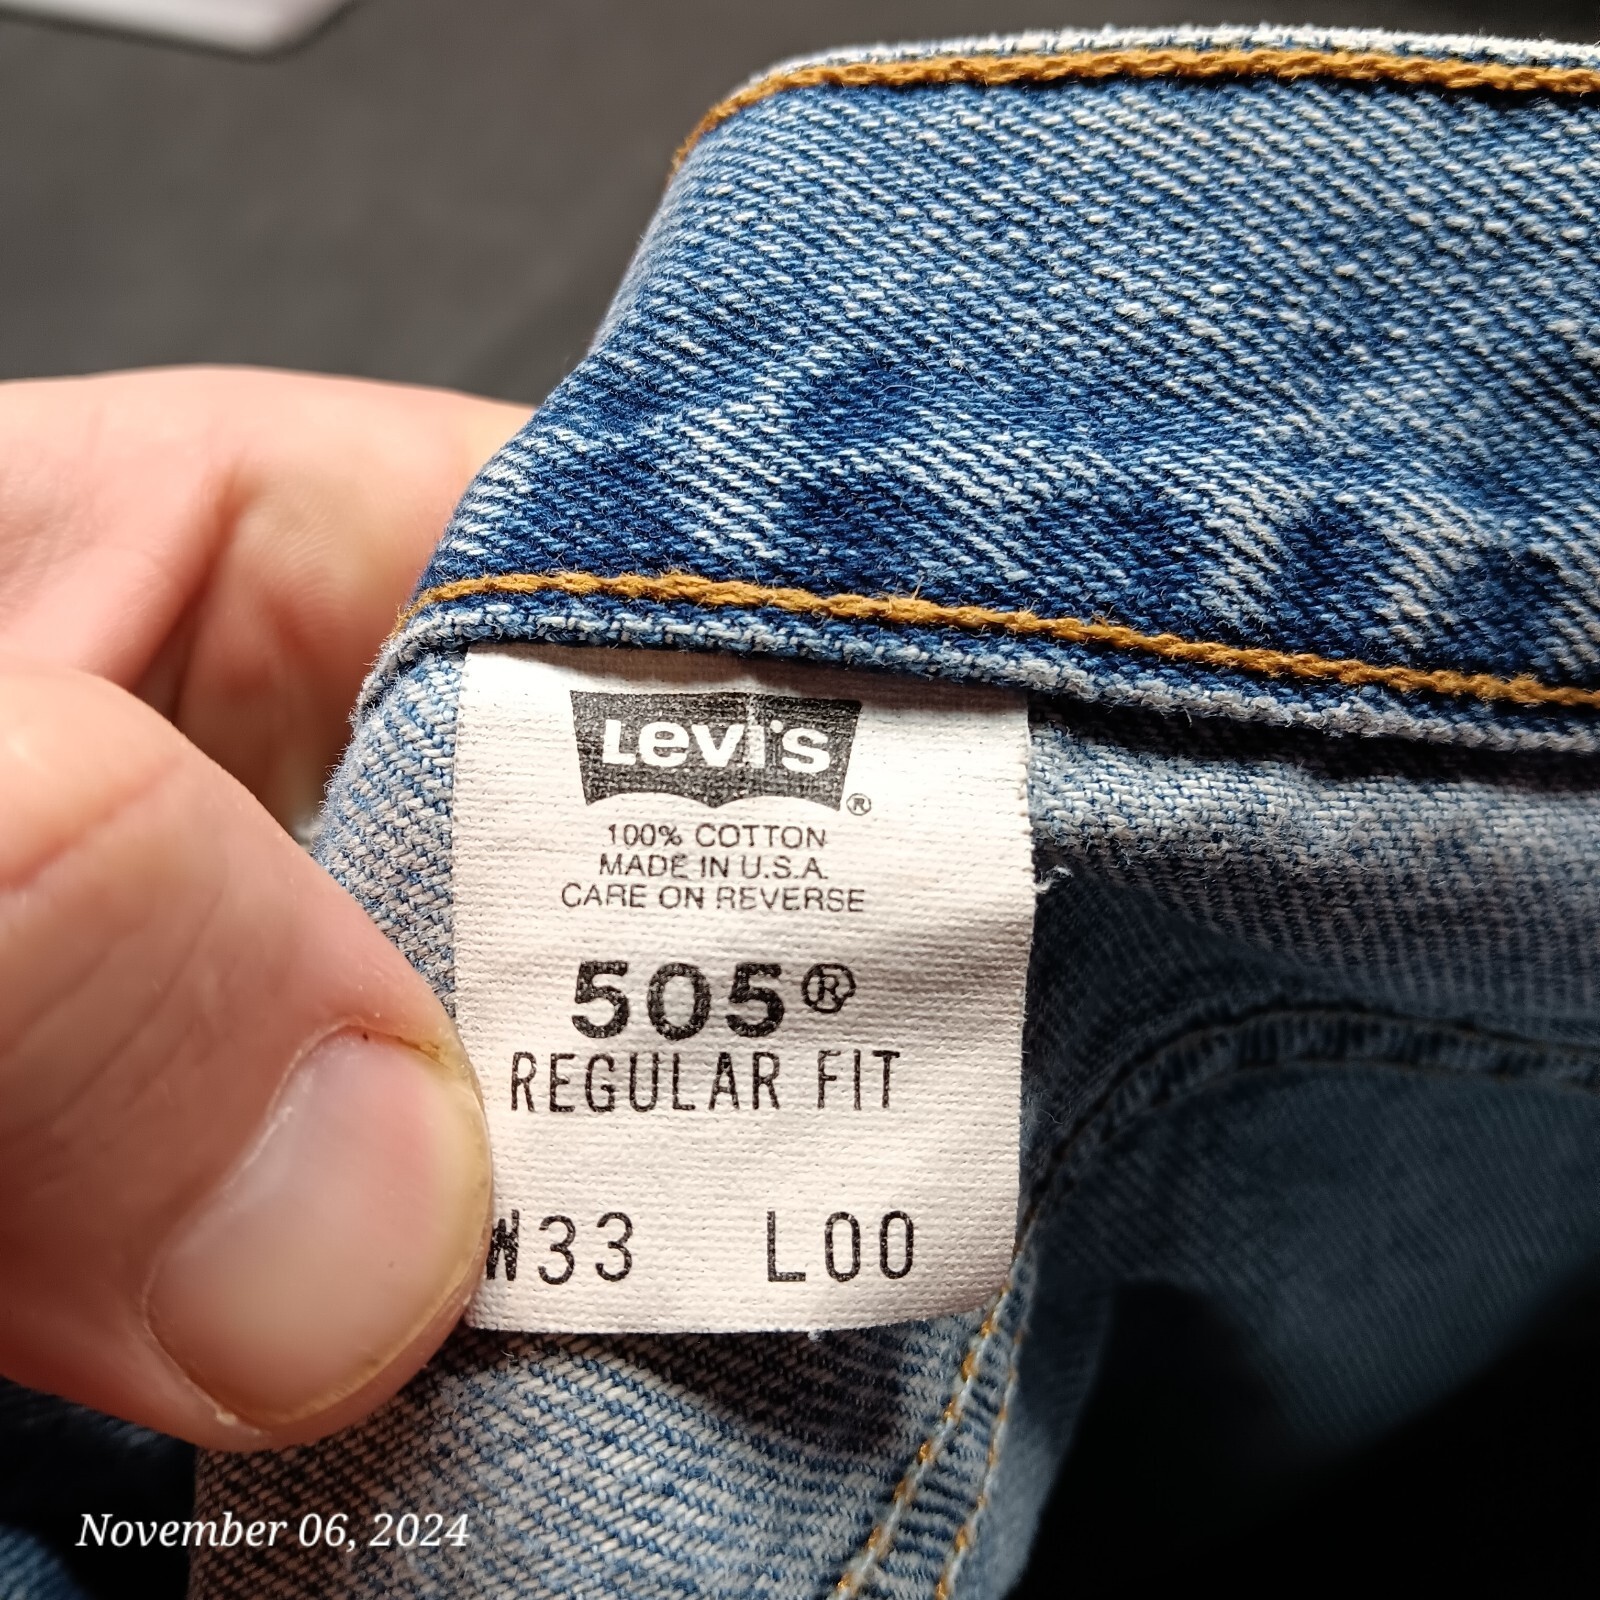 Levi's®
100% COTTON
MADE IN U.S.A.
CARE ON REVERSE
505®
REGULAR FIT
W33 L00
November 06, 2024